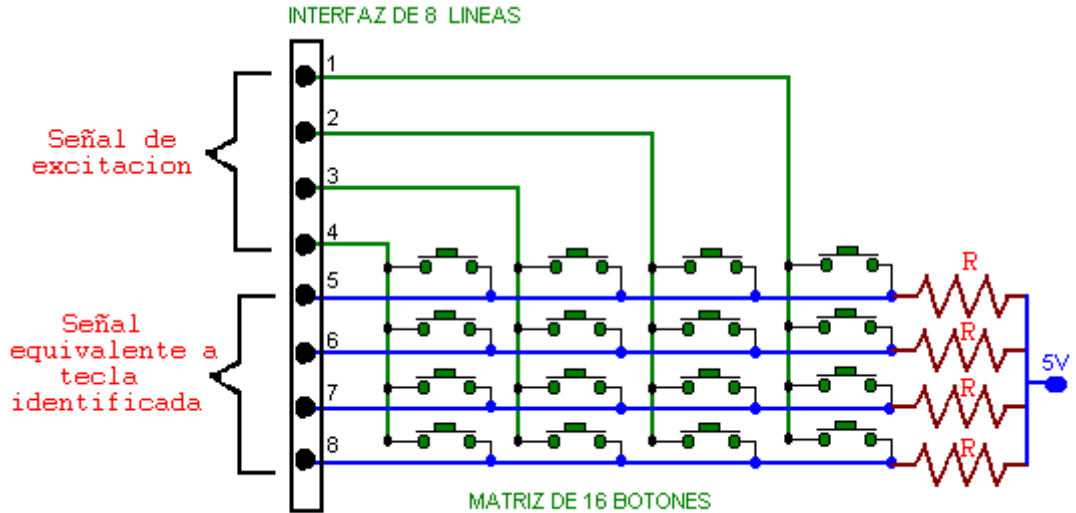 INTERFAZ DE 8 LINEAS
1
2
3
4
5
6
7
8
Señal de
excitacion
Señal
equivalente a
tecla
identificada
R
R
R
R
5V
MATRIZ DE 16 BOTONES